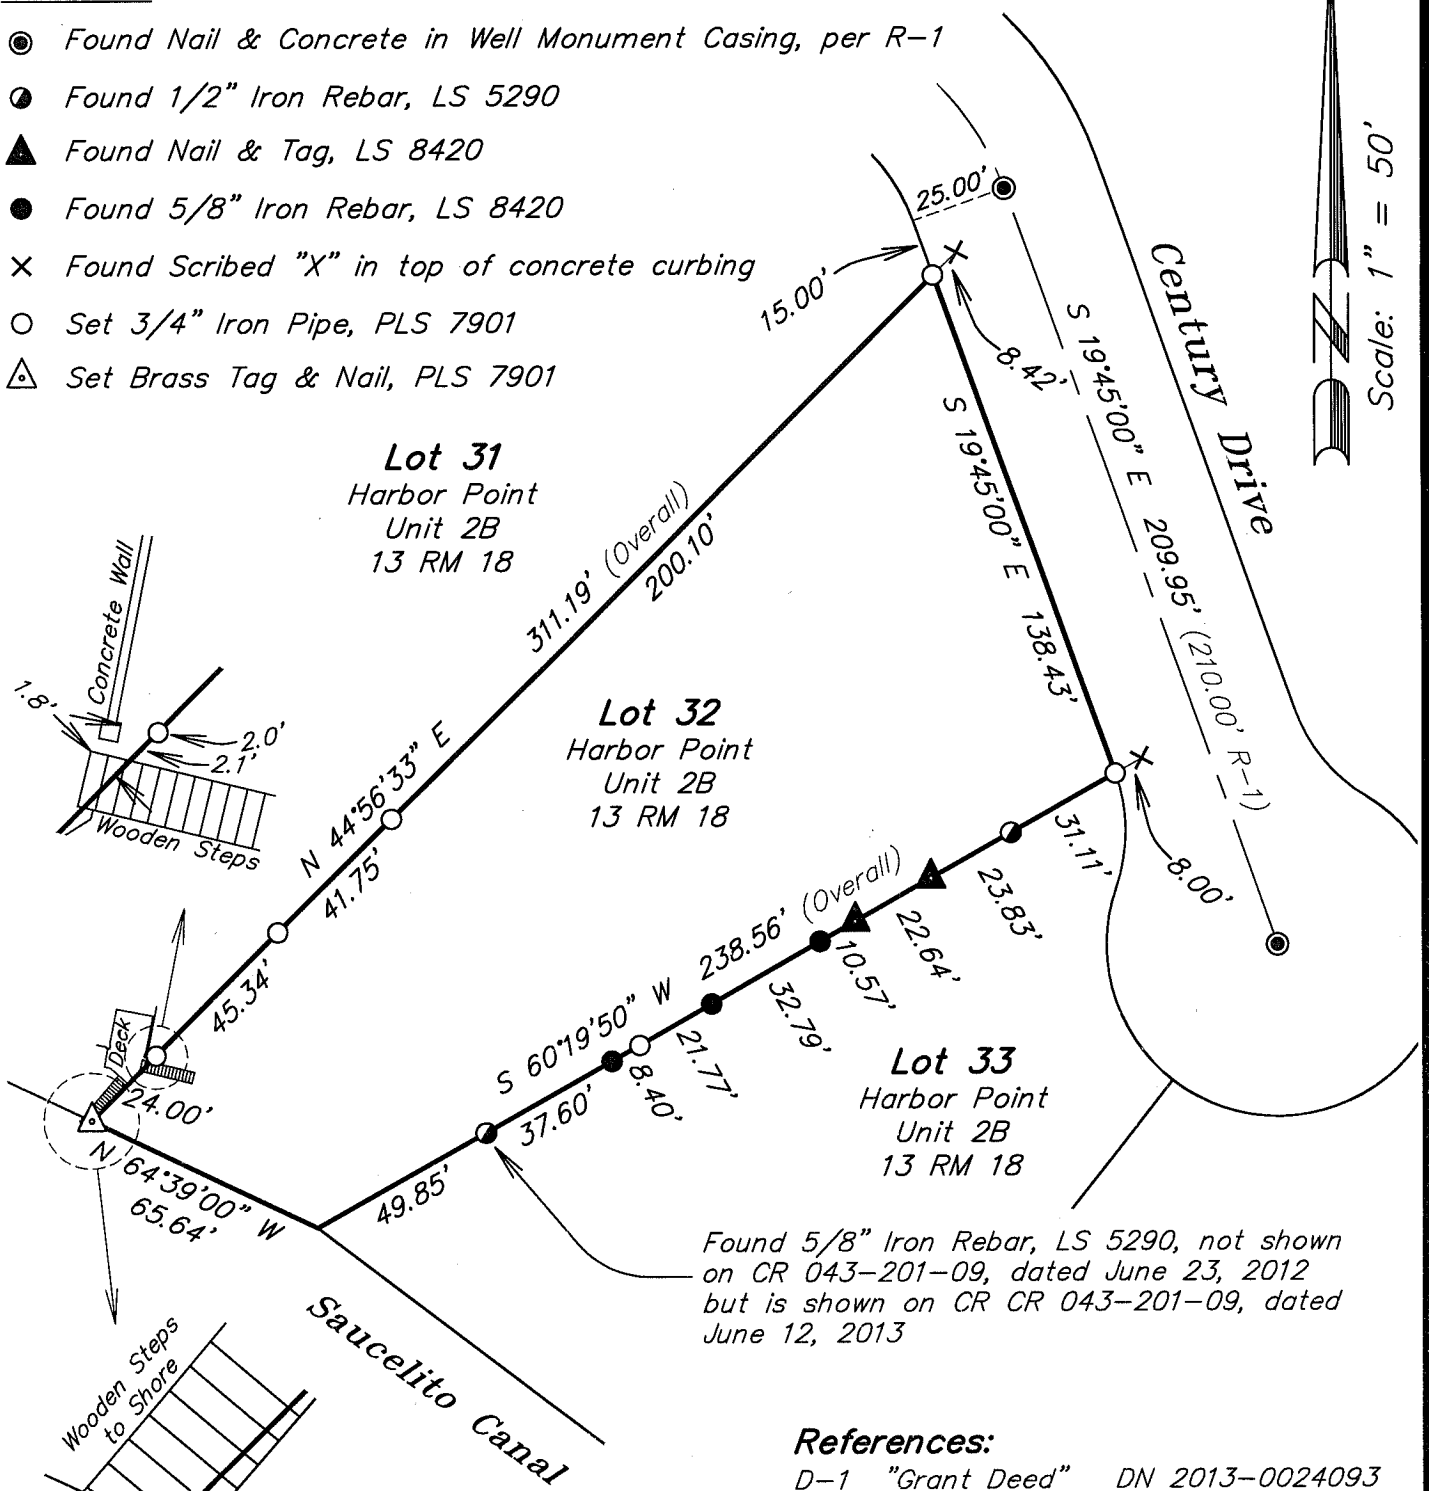 Found Nail & Concrete in Well Monument Casing, per R-1
Found 1/2" Iron Rebar, LS 5290
Found Nail & Tag, LS 8420
Found 5/8" Iron Rebar, LS 8420
Found Scribed "X" in top of concrete curbing
Set 3/4" Iron Pipe, PLS 7901
Set Brass Tag & Nail, PLS 7901
Scale: 1" = 50'
N
25.00'
15.00'
8.42'
Century Drive
S 19°45'00" E 209.95' (210.00' R-1)
S 19°45'00" E 138.43'
Lot 31
Harbor Point
Unit 2B
13 RM 18
311.19' (Overall)
200.10'
N 44°56'33" E
41.75'
45.34'
24.00'
Concrete Wall
1.8'
2.0'
2.1'
Wooden Steps
Lot 32
Harbor Point
Unit 2B
13 RM 18
8.00'
31.11'
23.83'
22.64'
10.57'
32.79'
21.77'
8.40'
37.60'
49.85'
S 60°19'50" W 238.56' (Overall)
Deck
N 64°39'00" W
65.64'
Lot 33
Harbor Point
Unit 2B
13 RM 18
Found 5/8" Iron Rebar, LS 5290, not shown
on CR 043-201-09, dated June 23, 2012
but is shown on CR CR 043-201-09, dated
June 12, 2013
Saucelito Canal
Wooden Steps
to Shore
References:
D-1 "Grant Deed" DN 2013-0024093